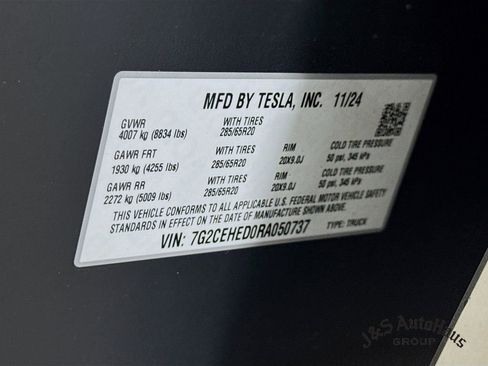 MFD BY TESLA, INC. 11/24
GVWR WITH TIRES
4007 kg (8834 lbs) 285/65R20
GAWR FRT WITH TIRES RIM COLD TIRE PRESSURE
1930 kg (4255 lbs) 285/65R20 20X9.0J 50 psi, 345 kPa
GAWR RR WITH TIRES RIM COLD TIRE PRESSURE
2272 kg (5009 lbs) 285/65R20 20X9.0J 50 psi, 345 kPa
THIS VEHICLE CONFORMS TO ALL APPLICABLE U.S. FEDERAL MOTOR VEHICLE SAFETY
STANDARDS IN EFFECT ON THE DATE OF MANUFACTURE SHOWN ABOVE.
VIN: 7G2CEHED0RA050737 TYPE: TRUCK
J&S AutoHaus
GROUP